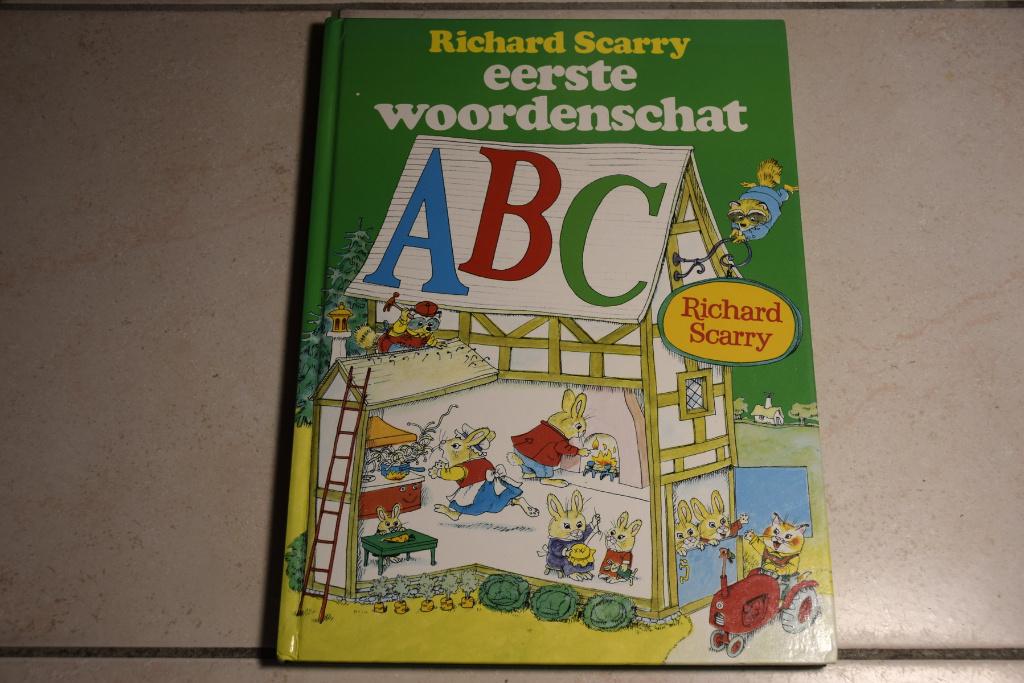 Richard Scarry
eerste
woordenschat
ABC
Richard
Scarry